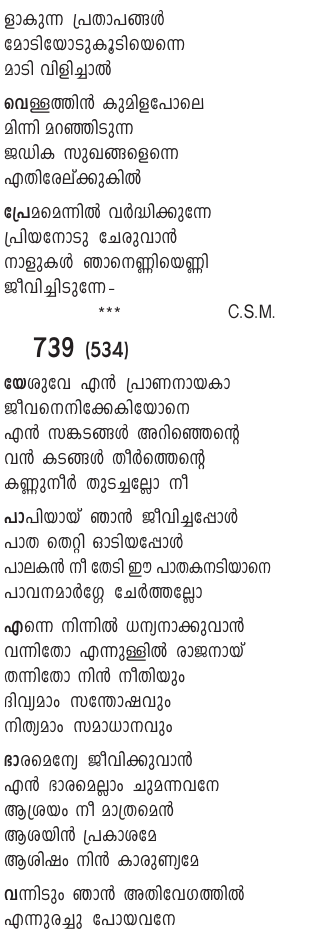 ളാകുന്ന പ്രതാപങ്ങൾ
മോടിയോടുകൂടിയെന്നെ
മാടി വിളിച്ചാൽ
വെള്ളത്തിൻ കുമിളപോലെ
മിന്നി മറഞ്ഞിടുന്ന
ജഡിക സുഖങ്ങളെന്നെ
എതിരേല്ക്കുകിൽ
പ്രേമമെന്നിൽ വർദ്ധിക്കുന്നേ
പ്രിയനോടു ചേരുവാൻ
നാളുകൾ ഞാനെണ്ണിയെണ്ണി
ജീവിച്ചിടുന്നേ-
*** C.S.M.
739 (534)
യേശുവേ എൻ പ്രാണനായകാ
ജീവനെനിക്കേകിയോനെ
എൻ സങ്കടങ്ങൾ അറിഞ്ഞെന്റെ
വൻ കടങ്ങൾ തീർത്തെന്റെ
കണ്ണുനീർ തുടച്ചല്ലോ നീ
പാപിയായ് ഞാൻ ജീവിച്ചപ്പോൾ
പാത തെറ്റി ഓടിയപ്പോൾ
പാലകൻ നീ തേടി ഈ പാതകനടിയാനെ
പാവനമാർഗ്ഗേ ചേർത്തല്ലോ
എന്നെ നിന്നിൽ ധന്യനാക്കുവാൻ
വന്നിതോ എന്നുള്ളിൽ രാജനായ്
തന്നിതോ നിൻ നീതിയും
ദിവ്യമാം സന്തോഷവും
നിത്യമാം സമാധാനവും
ഭാരമെന്യേ ജീവിക്കുവാൻ
എൻ ഭാരമെല്ലാം ചുമന്നവനേ
ആശ്രയം നീ മാത്രമെൻ
ആശയിൻ പ്രകാശമേ
ആശിഷം നിൻ കാരുണ്യമേ
വന്നിടും ഞാൻ അതിവേഗത്തിൽ
എന്നുരച്ചു പോയവനേ